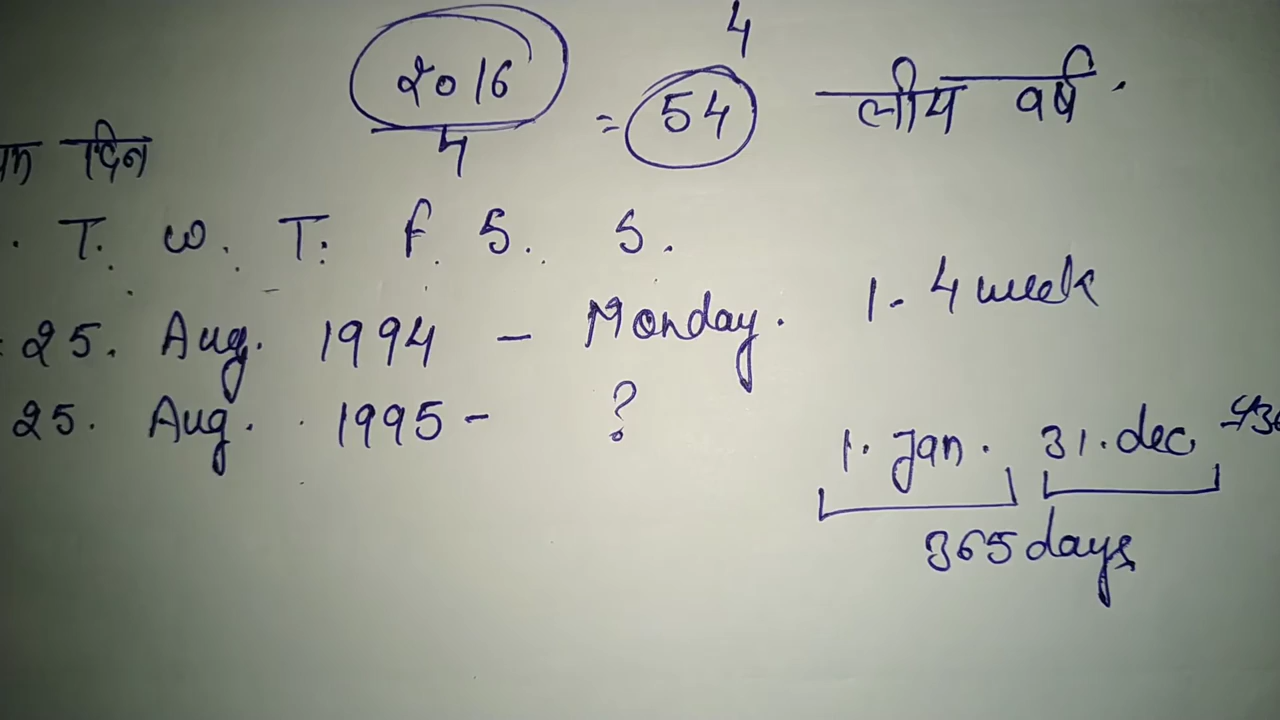 4
२०16 / 4 = 54 लीय वर्ष .
दिन
. T. W. T. F. S. S.
25. Aug. 1994 - Monday.
1 - 4 week
25. Aug. . 1995 - ?
1. Jan. 31. dec
365 days